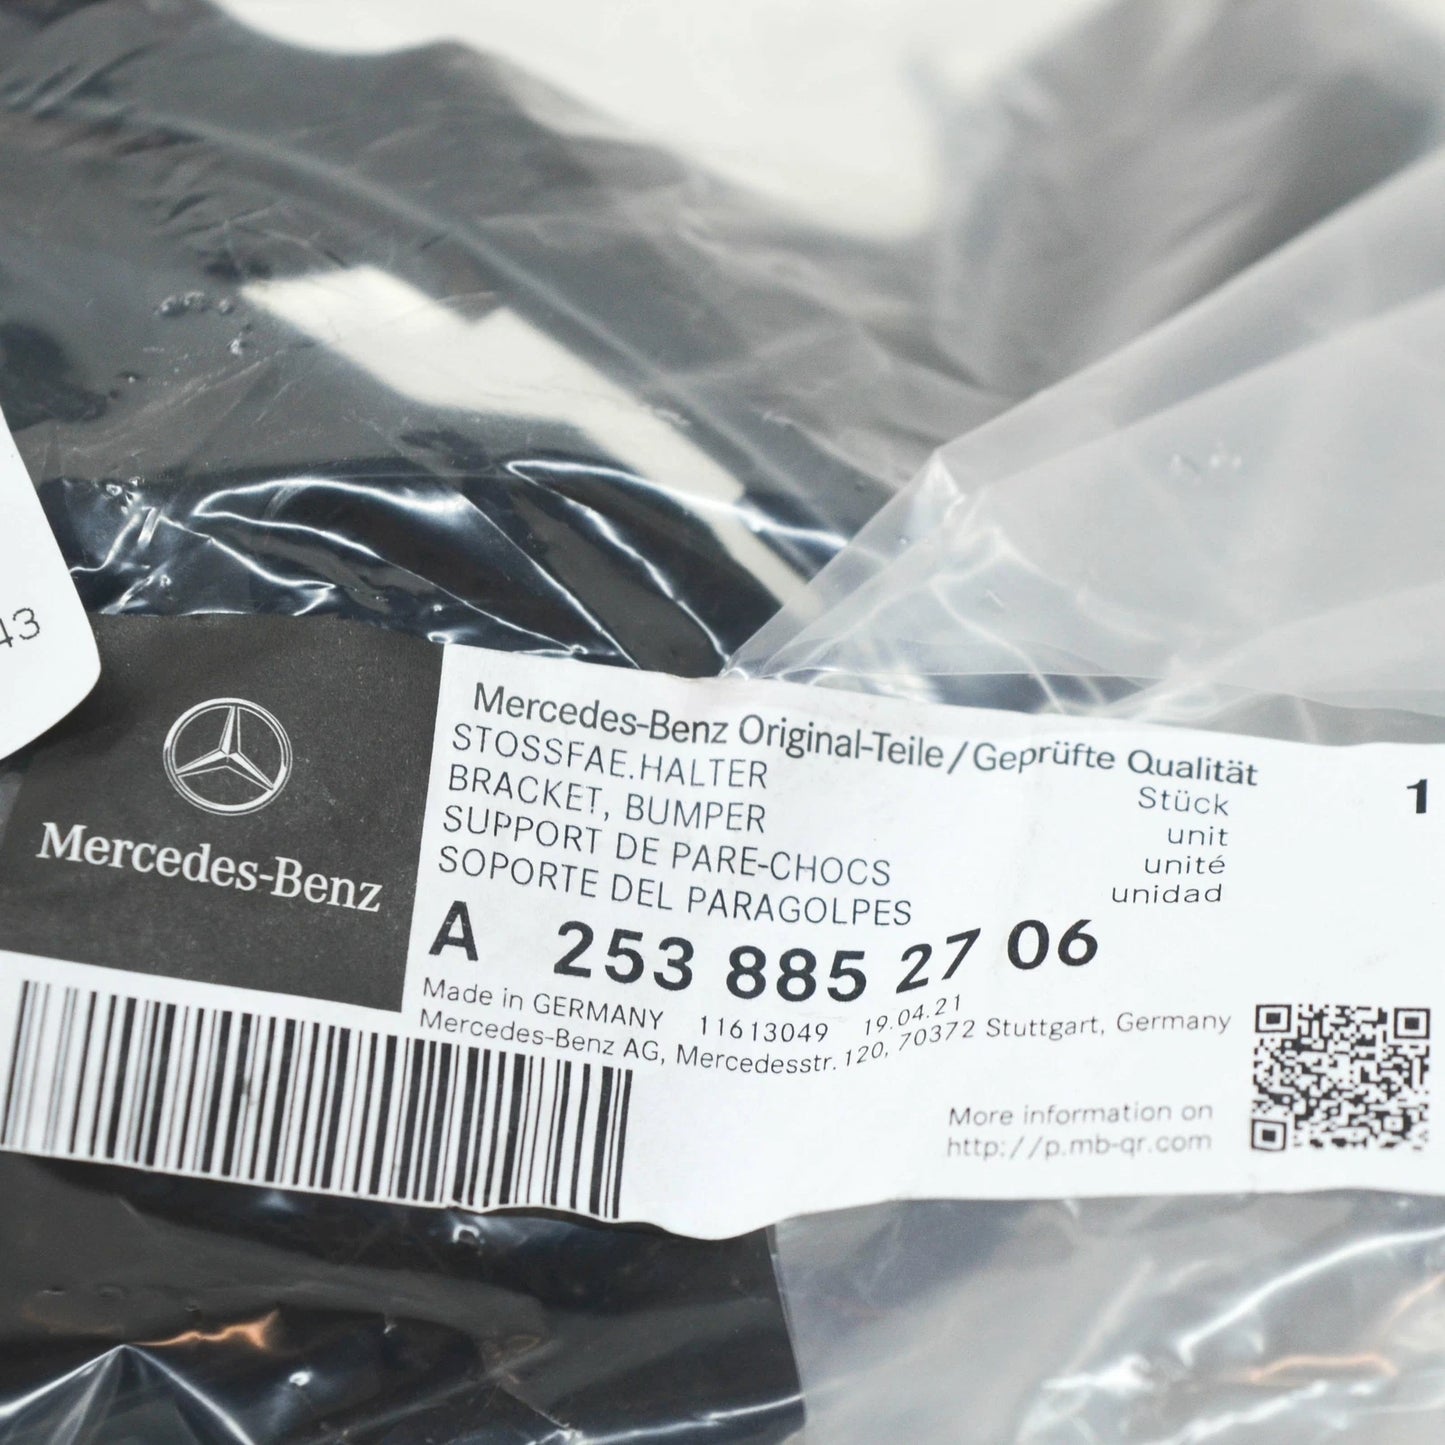 43
Mercedes-Benz
Mercedes-Benz Original-Teile / Geprüfte Qualität
STOSSFAE.HALTER
BRACKET, BUMPER
SUPPORT DE PARE-CHOCS
SOPORTE DEL PARAGOLPES
Stück 1
unit
unité
unidad
A 253 885 27 06
Made in GERMANY 11613049 19.04.21
Mercedes-Benz AG, Mercedesstr. 120, 70372 Stuttgart, Germany
More information on
http://p.mb-qr.com